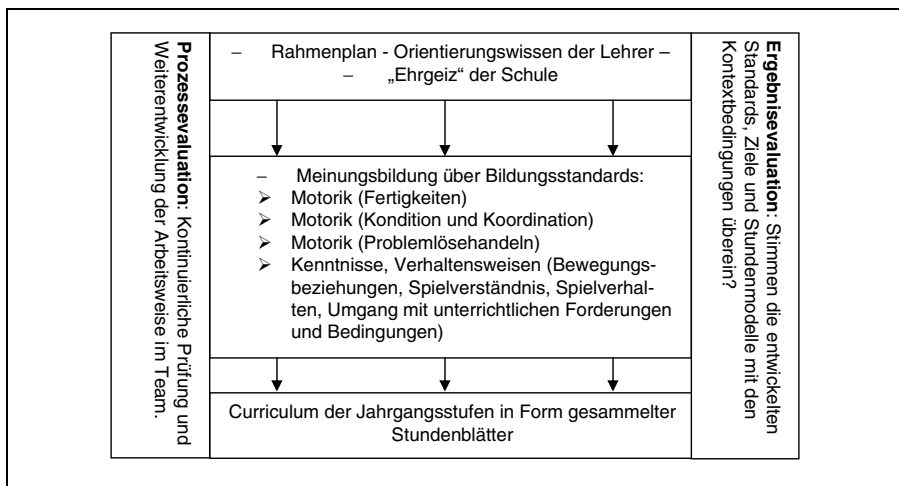 Prozessevaluation: Kontinuierliche Prüfung und
Weiterentwicklung der Arbeitsweise im Team.
– Rahmenplan - Orientierungswissen der Lehrer –
– „Ehrgeiz“ der Schule
– Meinungsbildung über Bildungsstandards:
➢ Motorik (Fertigkeiten)
➢ Motorik (Kondition und Koordination)
➢ Motorik (Problemlösehandeln)
➢ Kenntnisse, Verhaltensweisen (Bewegungs-
beziehungen, Spielverständnis, Spielverhal-
ten, Umgang mit unterrichtlichen Forderungen
und Bedingungen)
Curriculum der Jahrgangsstufen in Form gesammelter
Stundenblätter
Ergebnisevaluation: Stimmen die entwickelten
Standards, Ziele und Stundenmodelle mit den
Kontextbedingungen überein?